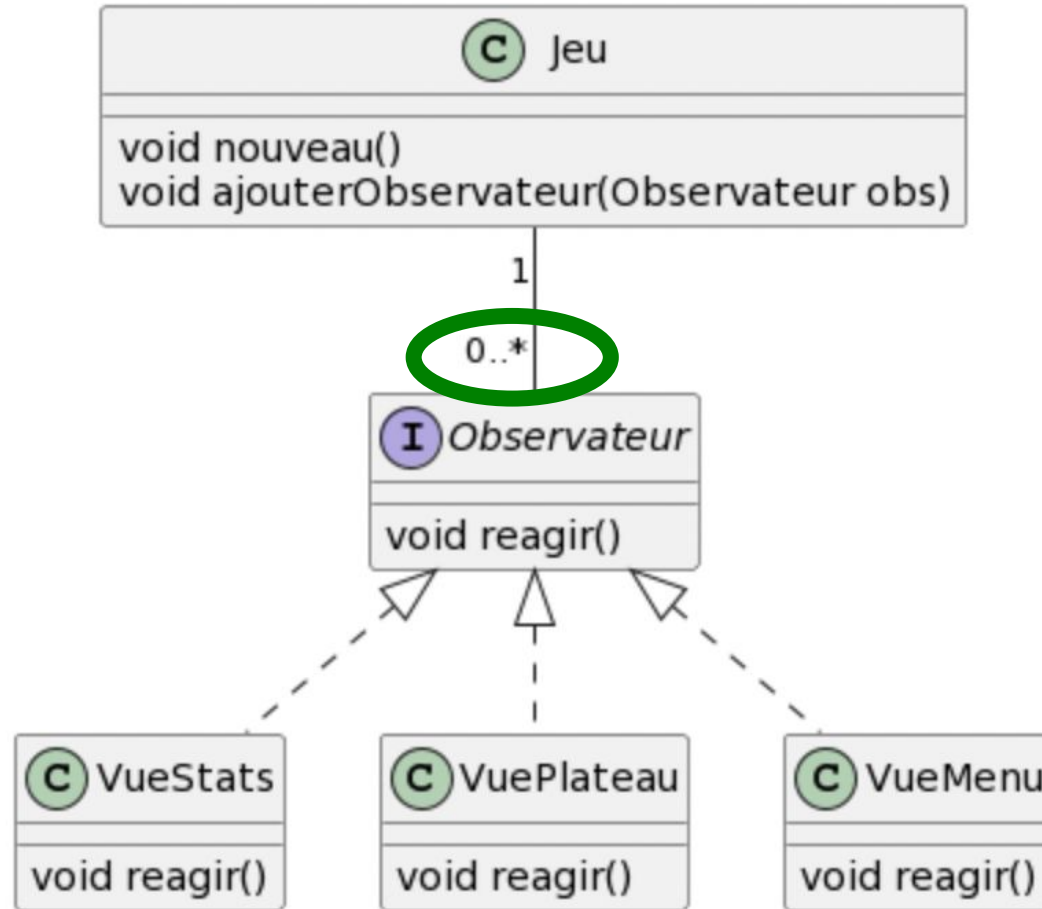 C Jeu
void nouveau()
void ajouterObservateur(Observateur obs)
1
0..*
I Observateur
void reagir()
C VueStats
void reagir()
C VuePlateau
void reagir()
C VueMenu
void reagir()